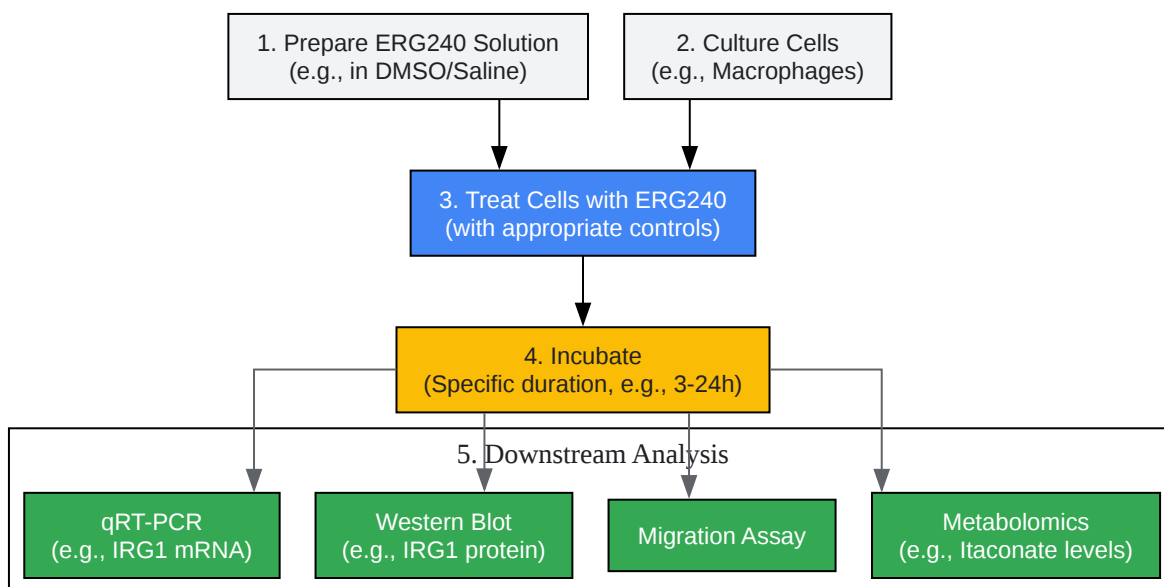 1. Prepare ERG240 Solution
(e.g., in DMSO/Saline)
2. Culture Cells
(e.g., Macrophages)
3. Treat Cells with ERG240
(with appropriate controls)
4. Incubate
(Specific duration, e.g., 3-24h)
5. Downstream Analysis
qRT-PCR
(e.g., IRG1 mRNA)
Western Blot
(e.g., IRG1 protein)
Migration Assay
Metabolomics
(e.g., Itaconate levels)